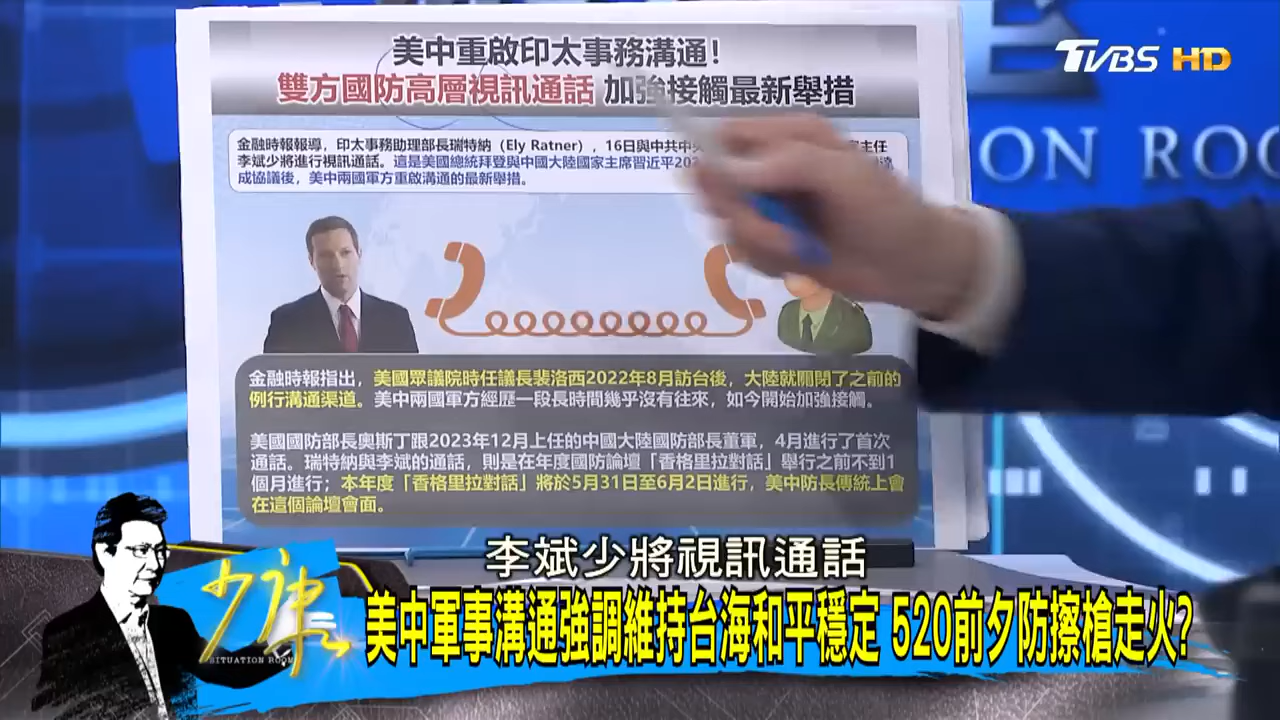 TVBS HD
美中重啟印太事務溝通!
雙方國防高層視訊通話 加強接觸最新舉措
金融時報報導，印太事務助理部長瑞特納（Ely Ratner），16日與中共中央 主任
李斌少將進行視訊通話。這是美國總統拜登與中國大陸國家主席習近平202 達
成協議後，美中兩國軍方重啟溝通的最新舉措。
ON ROO
金融時報指出，美國眾議院時任議長裴洛西2022年8月訪台後，大陸就關閉了之前的
例行溝通渠道。美中兩國軍方經歷一段長時間幾乎沒有往來，如今開始加強接觸。
美國國防部長奧斯丁跟2023年12月上任的中國大陸國防部長董軍，4月進行了首次
通話。瑞特納與李斌的通話，則是在年度國防論壇「香格里拉對話」舉行之前不到1
個月進行；本年度「香格里拉對話」將於5月31日至6月2日進行，美中防長傳統上會
在這個論壇會面。
李斌少將視訊通話
少康
SITUATION ROOM
美中軍事溝通強調維持台海和平穩定 520前夕防擦槍走火?